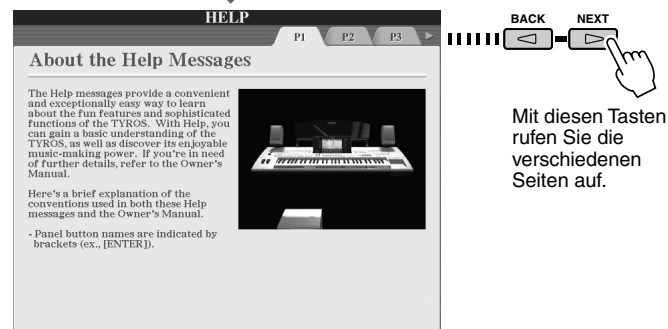 HELP
P1 P2 P3
About the Help Messages
The Help messages provide a convenient
and exceptionally easy way to learn
about the fun features and sophisticated
functions of the TYROS. With Help, you
can gain a basic understanding of the
TYROS, as well as discover its enjoyable
music-making power. If you're in need
of further details, refer to the Owner's
Manual.
Here's a brief explanation of the
conventions used in both these Help
messages and the Owner's Manual.
- Panel button names are indicated by
brackets (ex., [ENTER]).
BACK NEXT
Mit diesen Tasten
rufen Sie die
verschiedenen
Seiten auf.